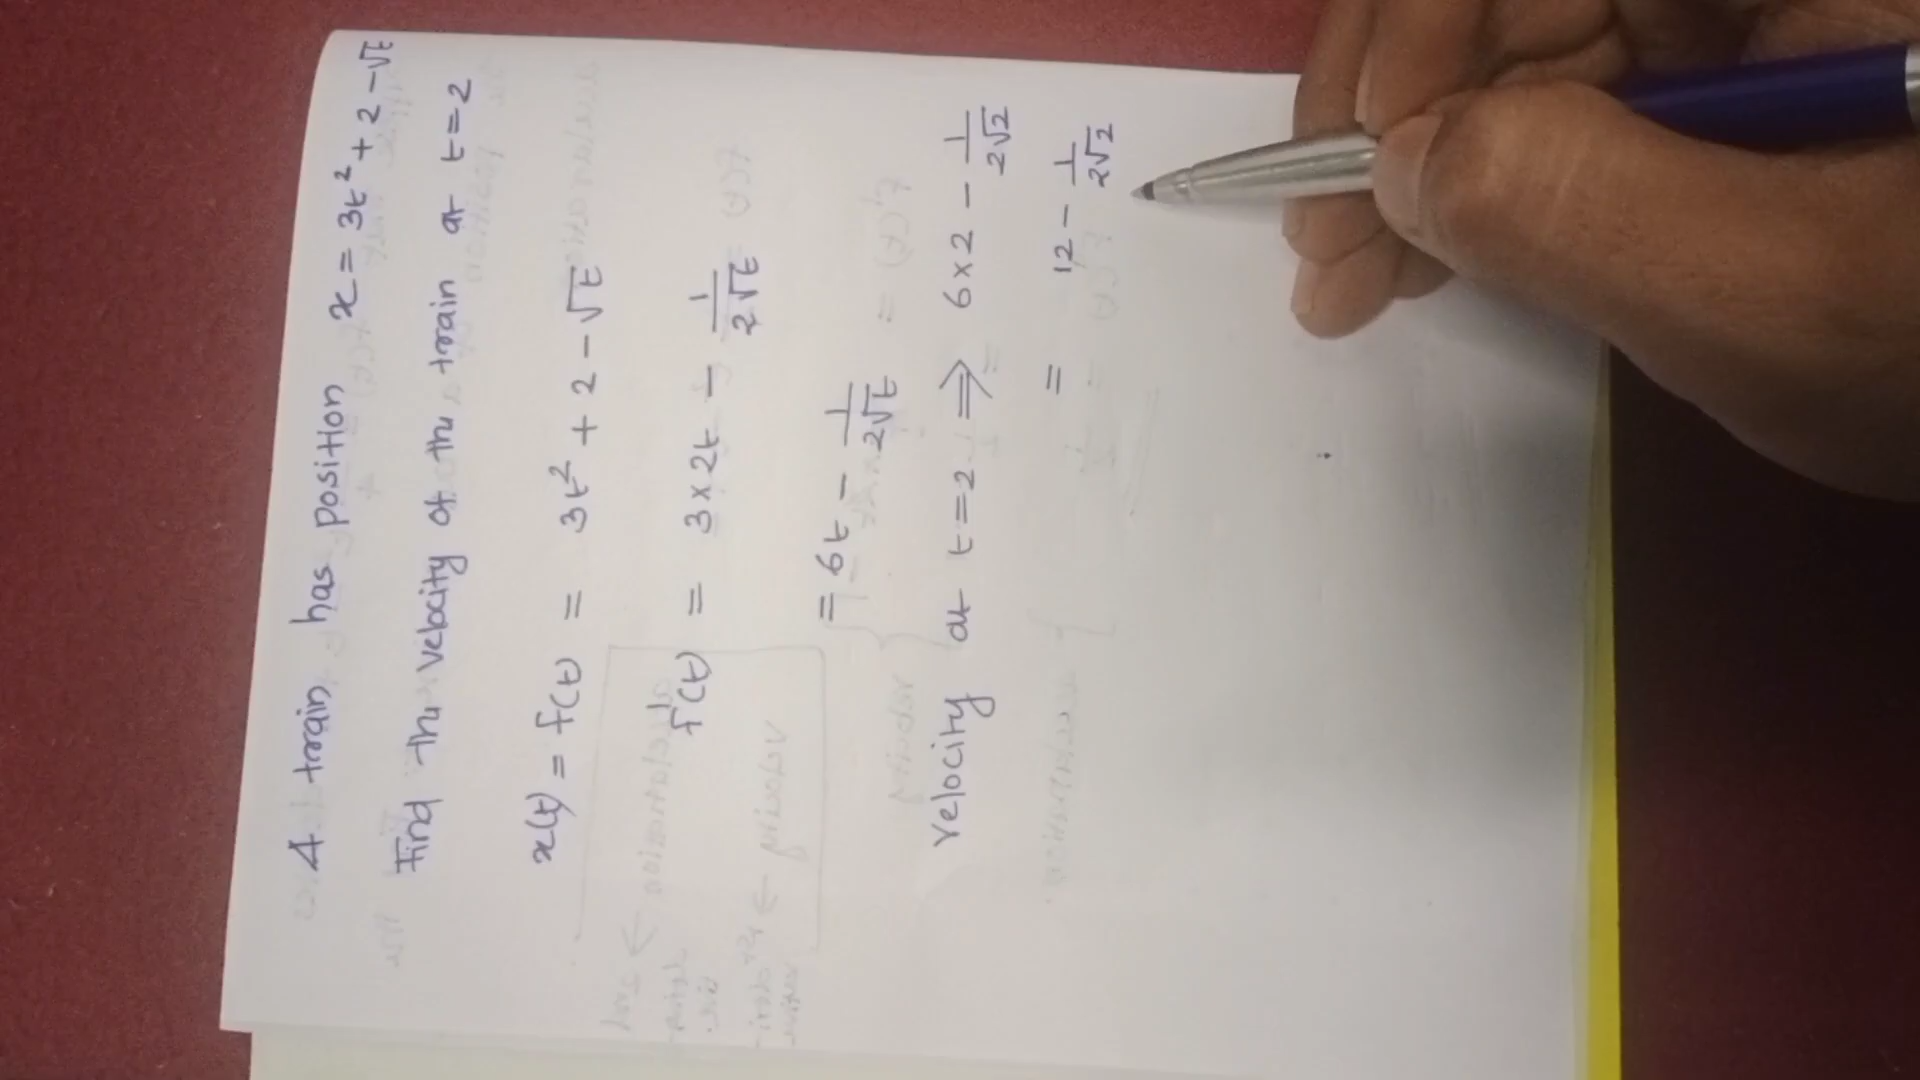 A train has position x = 3t² + 2 - √t
Find the velocity of the train at t = 2
x(t) = f(t) = 3t² + 2 - √t
f'(t) = 3 × 2t - 1/2√t
= 6t - 1/2√t
velocity at t = 2 ⇒ 6 × 2 - 1/2√2
= 12 - 1/2√2